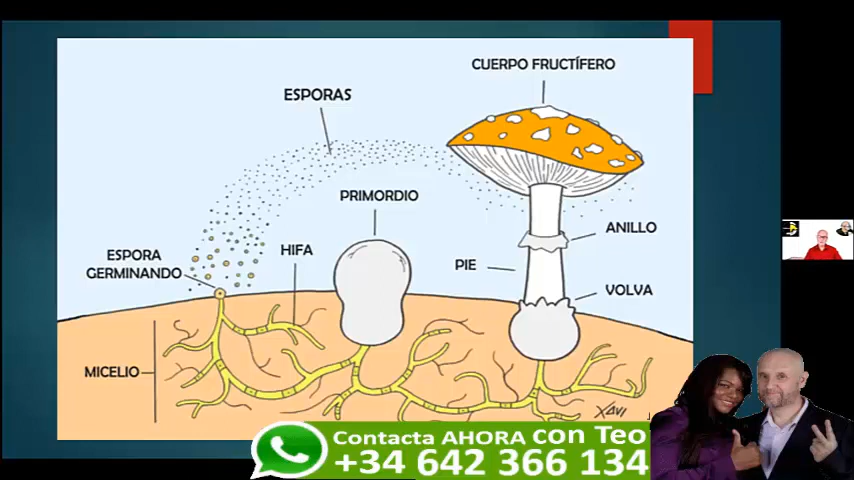 CUERPO FRUCTÍFERO
ESPORAS
PRIMORDIO
ANILLO
HIFA
ESPORA
GERMINANDO
PIE
VOLVA
MICELIO
XAVI
Contacta AHORA con Teo
+34 642 366 134